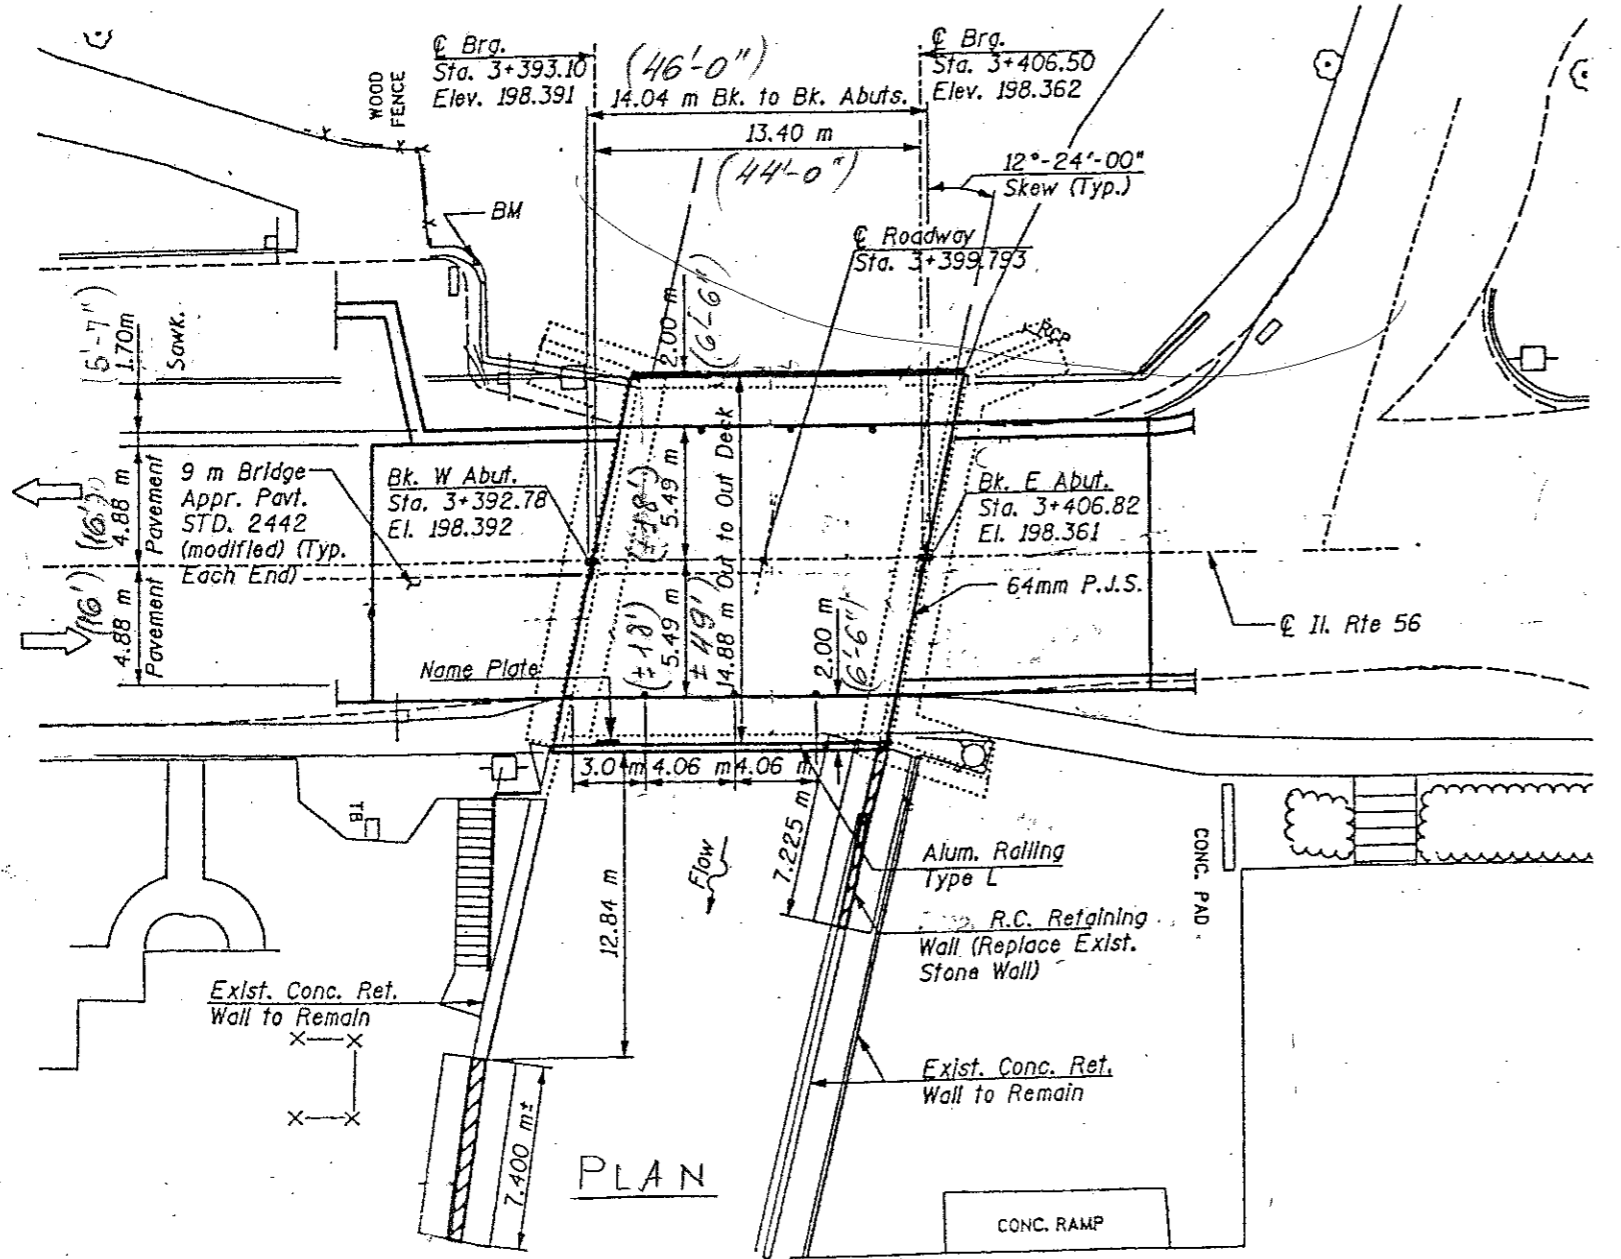 ℄ Brg.
Sta. 3+393.10
Elev. 198.391
(46'-0")
14.04 m Bk. to Bk. Abuts.
13.40 m
(44'-0")
℄ Brg.
Sta. 3+406.50
Elev. 198.362
12°-24'-00"
Skew (Typ.)
WOOD
FENCE
BM
℄ Roadway
Sta. 3+399.793
RCP
2.00 m
(6'-6")
(5'-7")
1.70m
Sawk.
9 m Bridge
Appr. Pavt.
STD. 2442
(modified) (Typ.
Each End)
Bk. W Abut.
Sta. 3+392.78
El. 198.392
Bk. E Abut.
Sta. 3+406.82
El. 198.361
(16')
4.88 m
Pavement
(16')
4.88 m
Pavement
(±18')
5.49 m
(±18')
5.49 m
± 49'
14.88 m Out to Out Deck
2.00 m
(6'-6")
64mm P.J.S.
℄ Il. Rte 56
Name Plate
3.0 m 4.06 m 4.06 m
TB
12.84 m
Flow
7.225 m
Alum. Railing
Type L
R.C. Retaining
Wall (Replace Exist.
Stone Wall)
CONC. PAD
Exist. Conc. Ret.
Wall to Remain
Exist. Conc. Ret.
Wall to Remain
7.400 m±
PLAN
CONC. RAMP